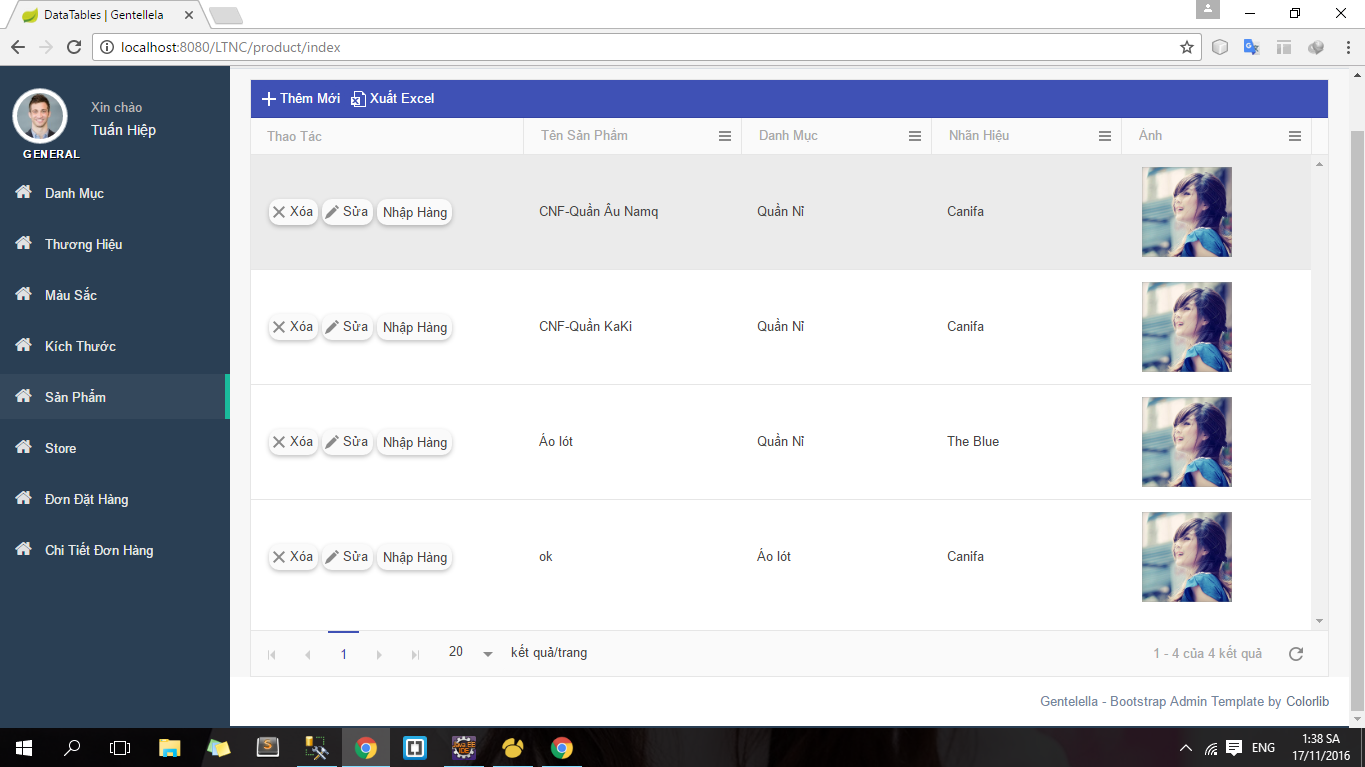 DataTables | Gentellela
localhost:8080/LTNC/product/index
Xin chào
Tuấn Hiệp
GENERAL
Danh Mục
Thương Hiệu
Màu Sắc
Kích Thước
Sản Phẩm
Store
Đơn Đặt Hàng
Chi Tiết Đơn Hàng
Thêm Mới Xuất Excel
Thao Tác Tên Sản Phẩm Danh Mục Nhãn Hiệu Ảnh
Xóa Sửa Nhập Hàng CNF-Quần Âu Namq Quần Nỉ Canifa
Xóa Sửa Nhập Hàng CNF-Quần KaKi Quần Nỉ Canifa
Xóa Sửa Nhập Hàng Áo lót Quần Nỉ The Blue
Xóa Sửa Nhập Hàng ok Áo lót Canifa
1 20 kết quả/trang 1 - 4 của 4 kết quả
Gentelella - Bootstrap Admin Template by Colorlib
ENG
1:38 SA
17/11/2016